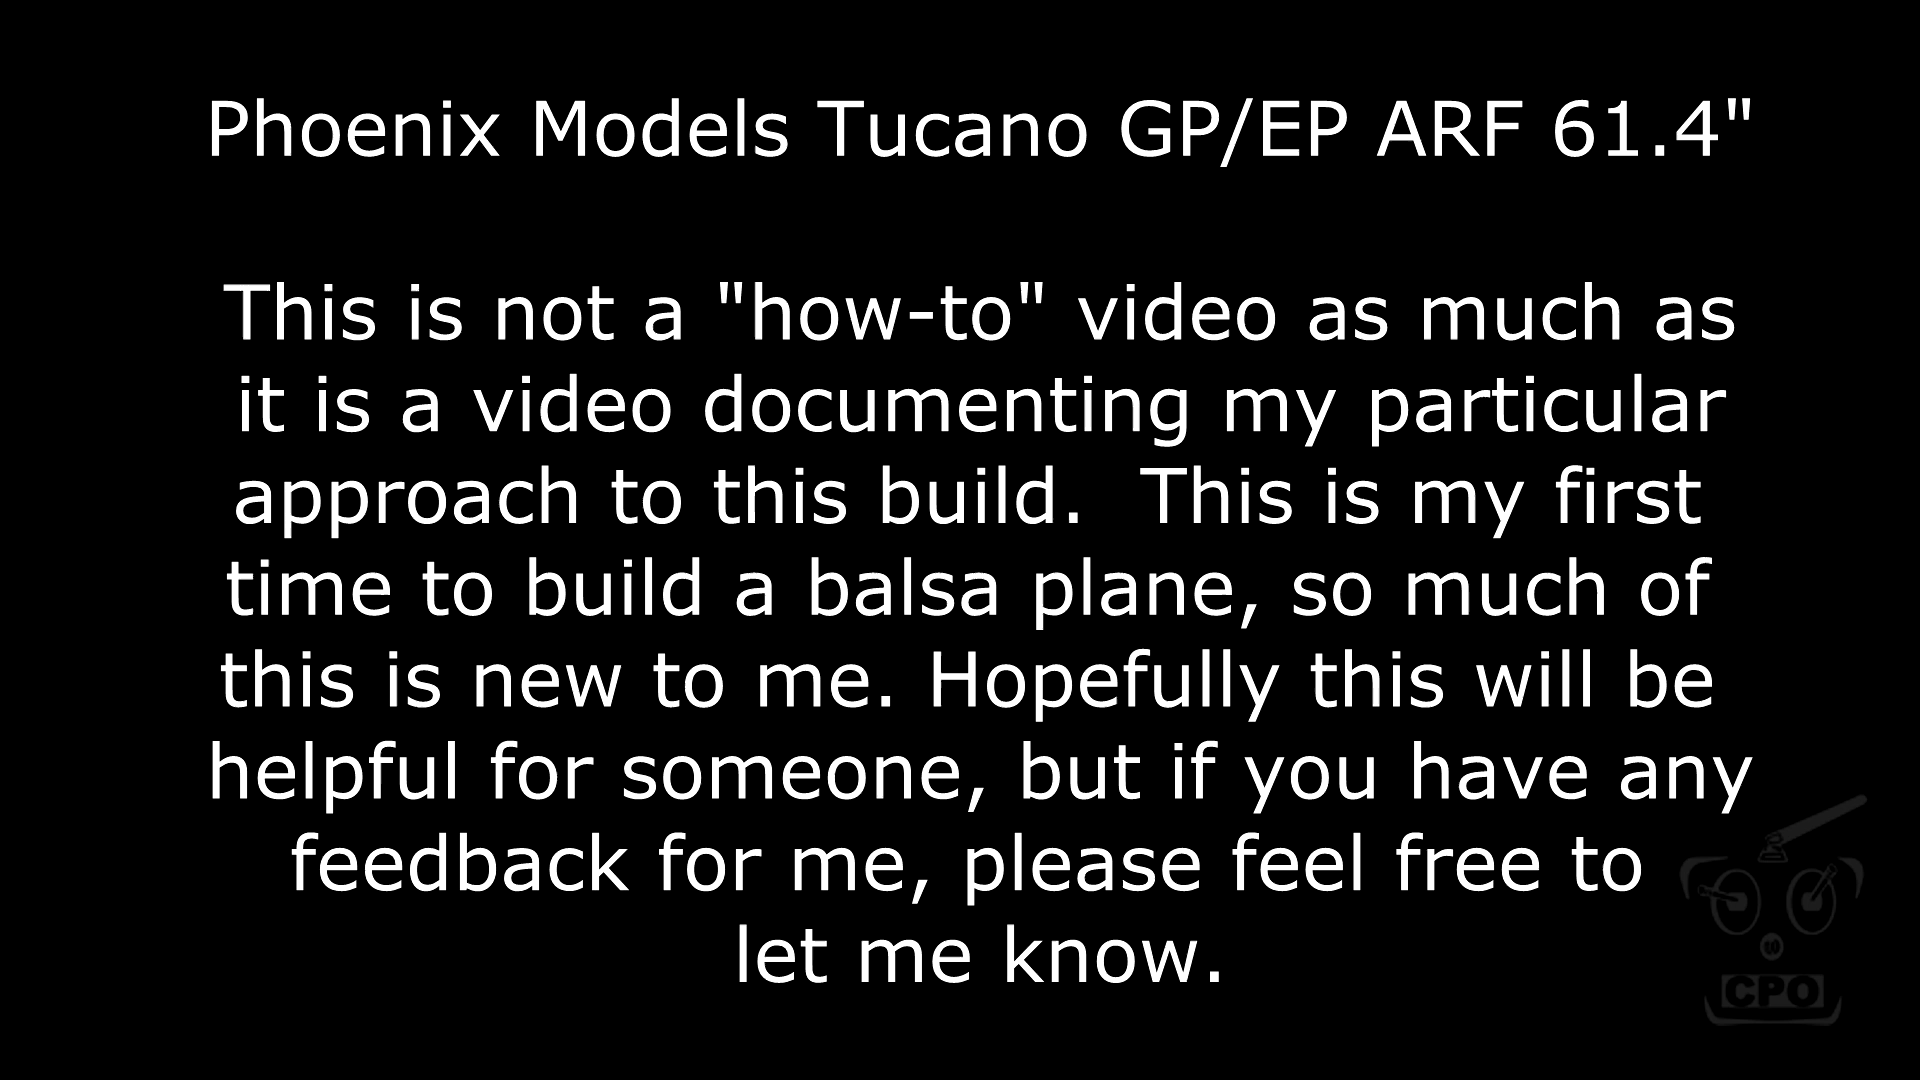 Phoenix Models Tucano GP/EP ARF 61.4"
This is not a "how-to" video as much as
it is a video documenting my particular
approach to this build.  This is my first
time to build a balsa plane, so much of
this is new to me. Hopefully this will be
helpful for someone, but if you have any
feedback for me, please feel free to
let me know.
CPO